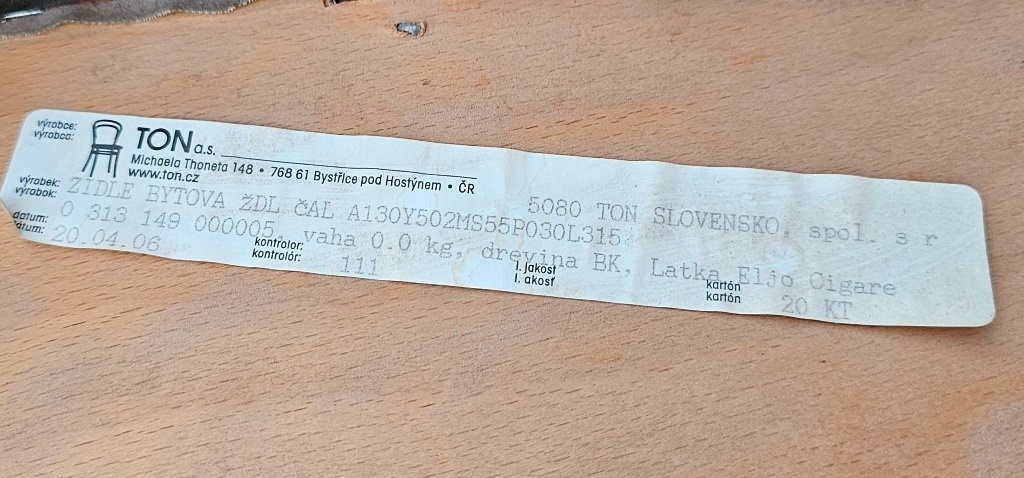 výrobce:
výrobca:
TON a.s.
Michaela Thoneta 148 • 768 61 Bystřice pod Hostýnem • ČR
www.ton.cz
5080 TON SLOVENSKO, spol. s r
výrobek:
výrobok:
ZIDLE BYTOVA ŽDL ČAL A130Y502MS55P030L315
0 313 149 000005, vaha 0.0 kg, drevina BK, Latka Eljo Cigare
datum:
dátum:
20.04.06
kontrolor:
kontrolór:
111
I. jakost
I. akosť
kartón
kartón
20 KT